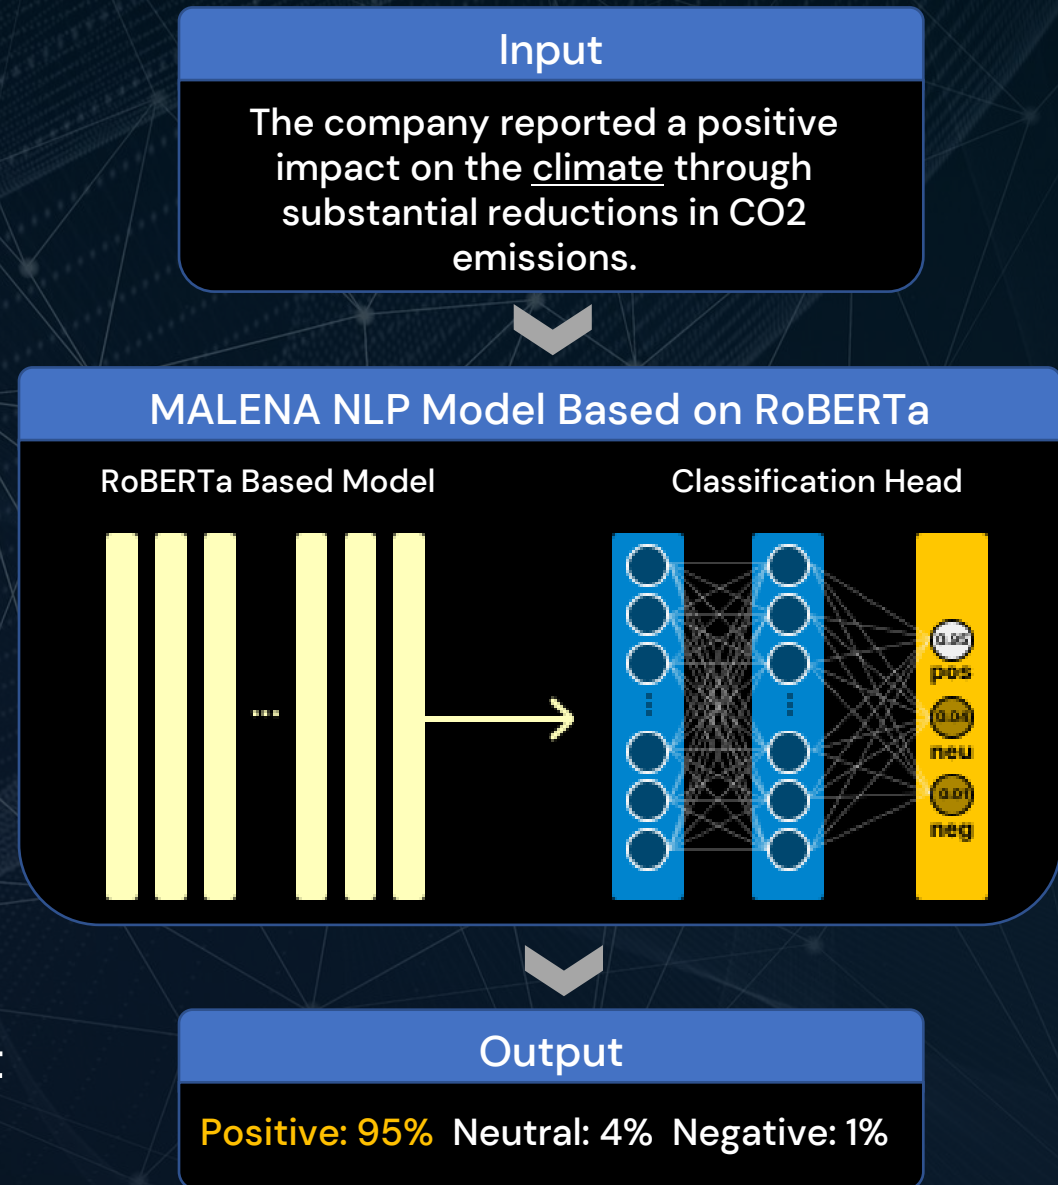 Input
The company reported a positive
impact on the climate through
substantial reductions in CO2
emissions.
MALENA NLP Model Based on RoBERTa
RoBERTa Based Model
Classification Head
...
0.95
pos
0.04
neu
0.01
neg
Output
Positive: 95% Neutral: 4% Negative: 1%